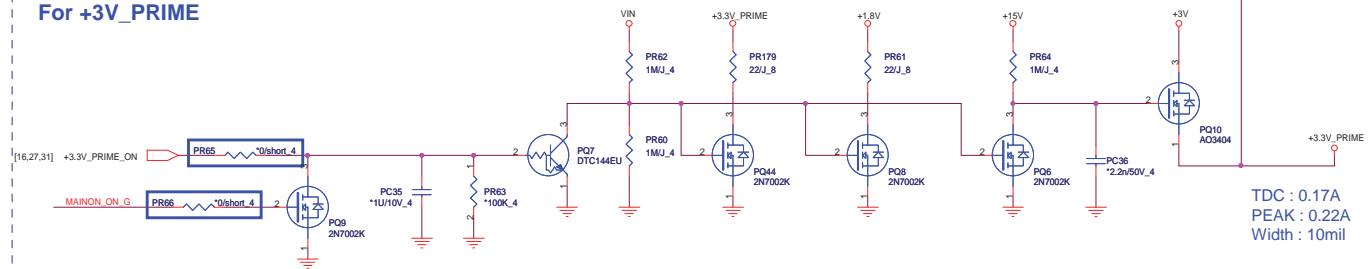 For +3V_PRIME
VIN
+3.3V_PRIME
+1.8V
+15V
+3V
PR62
1M/J_4
PR179
22/J_8
PR61
22/J_8
PR64
1M/J_4
3
PQ10
AO3404
2
1
+3.3V_PRIME
[16,27,31] +3.3V_PRIME_ON
PR65
*0/short_4
3
2
PQ7
DTC144EU
3
1
PR60
1M/J_4
3
2
PQ44
2N7002K
1
3
2
PQ8
2N7002K
1
3
2
PQ6
2N7002K
1
PC36
*2.2n/50V_4
MAINON_ON_G
PR66
*0/short_4
2
PQ9
2N7002K
1
PC35
*1U/10V_4
1
PR63
*100K_4
2
TDC : 0.17A
PEAK : 0.22A
Width : 10mil